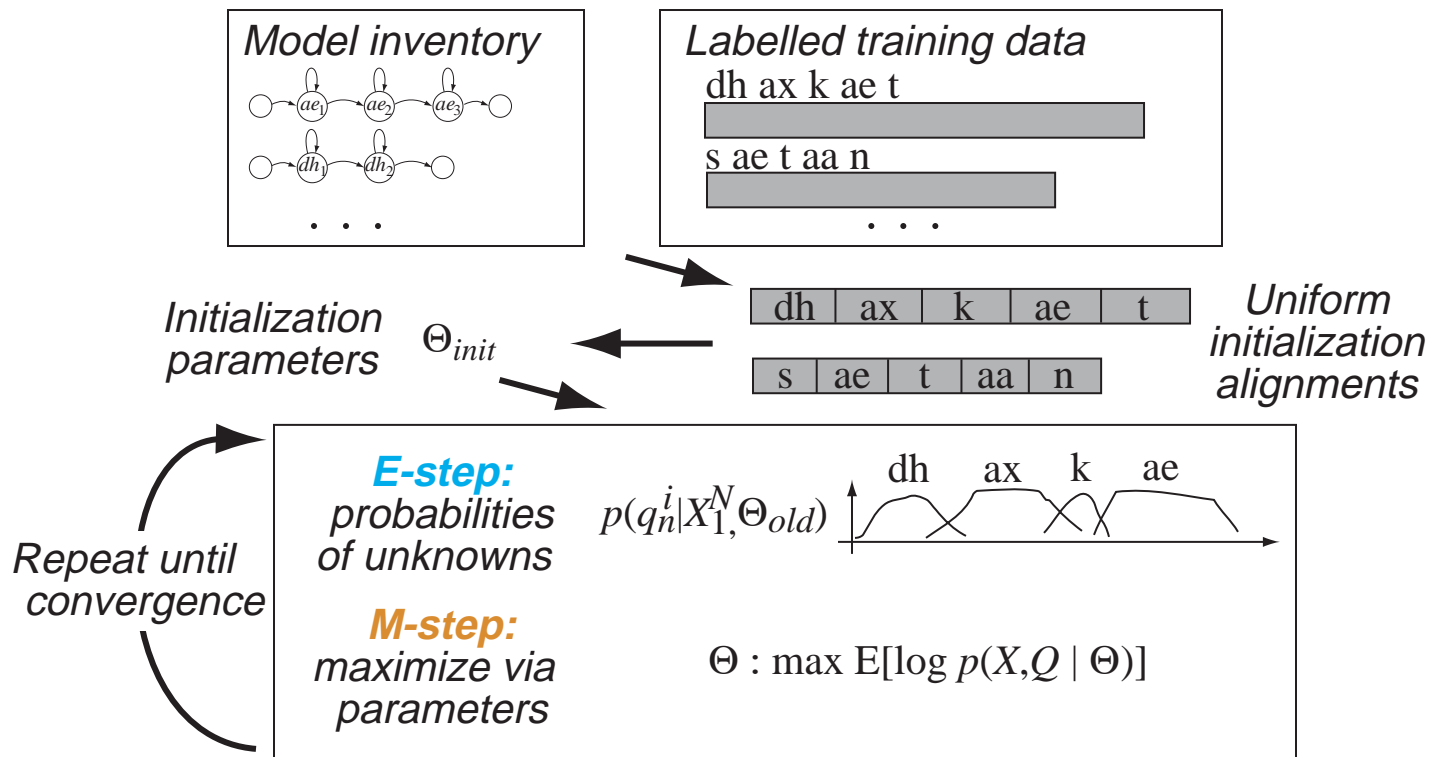 Model inventory
ae1 ae2 ae3
dh1 dh2
. . .
Labelled training data
dh ax k ae t
s ae t aa n
. . .
Initialization
parameters
Θinit
dh ax k ae t
s ae t aa n
Uniform
initialization
alignments
Repeat until
convergence
E-step:
probabilities
of unknowns
p(q_n^i|X_1^N,Θold)
dh ax k ae
M-step:
maximize via
parameters
Θ : max E[log p(X,Q | Θ)]